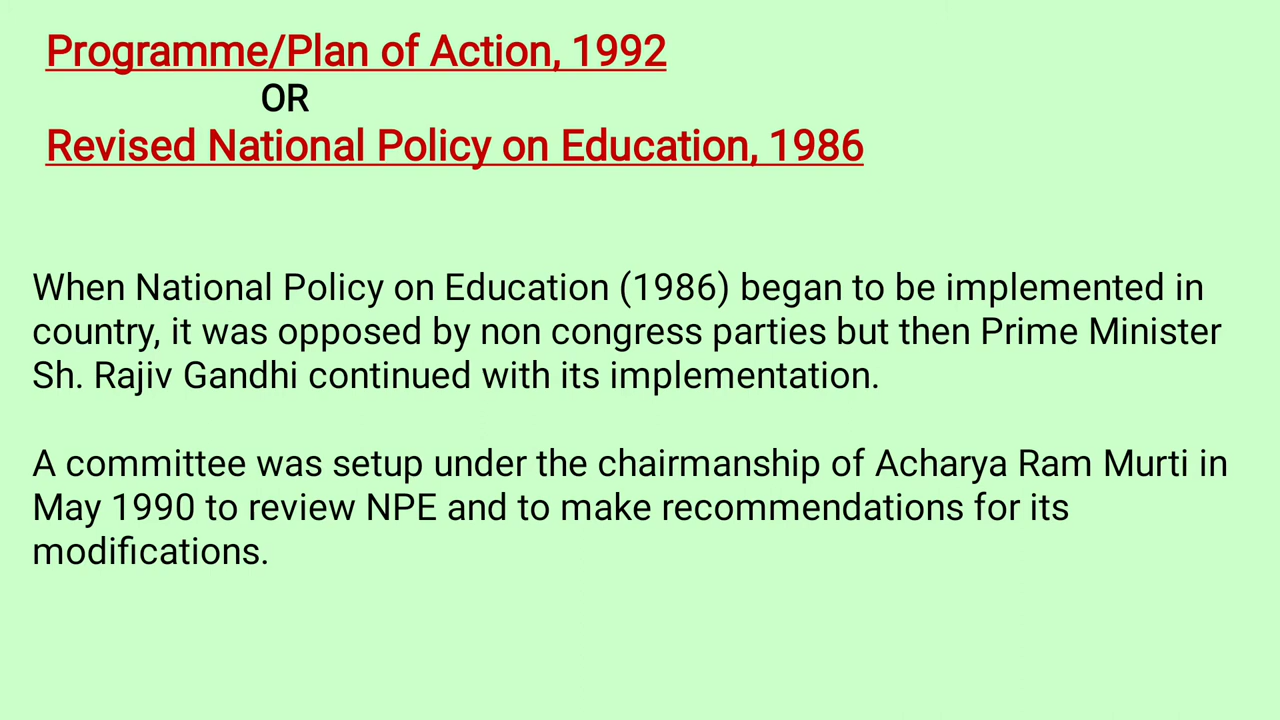 Programme/Plan of Action, 1992
OR
Revised National Policy on Education, 1986
When National Policy on Education (1986) began to be implemented in
country, it was opposed by non congress parties but then Prime Minister
Sh. Rajiv Gandhi continued with its implementation.
A committee was setup under the chairmanship of Acharya Ram Murti in
May 1990 to review NPE and to make recommendations for its
modifications.